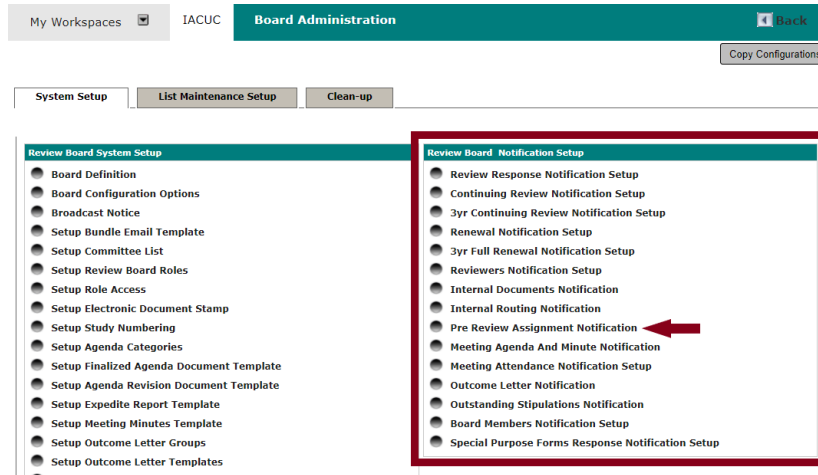 My Workspaces IACUC Board Administration Back
Copy Configurations
System Setup List Maintenance Setup Clean-up
Review Board System Setup
Board Definition
Board Configuration Options
Broadcast Notice
Setup Bundle Email Template
Setup Committee List
Setup Review Board Roles
Setup Role Access
Setup Electronic Document Stamp
Setup Study Numbering
Setup Agenda Categories
Setup Finalized Agenda Document Template
Setup Agenda Revision Document Template
Setup Expedite Report Template
Setup Meeting Minutes Template
Setup Outcome Letter Groups
Setup Outcome Letter Templates
Review Board Notification Setup
Review Response Notification Setup
Continuing Review Notification Setup
3yr Continuing Review Notification Setup
Renewal Notification Setup
3yr Full Renewal Notification Setup
Reviewers Notification Setup
Internal Documents Notification
Internal Routing Notification
Pre Review Assignment Notification
Meeting Agenda And Minute Notification
Meeting Attendance Notification Setup
Outcome Letter Notification
Outstanding Stipulations Notification
Board Members Notification Setup
Special Purpose Forms Response Notification Setup